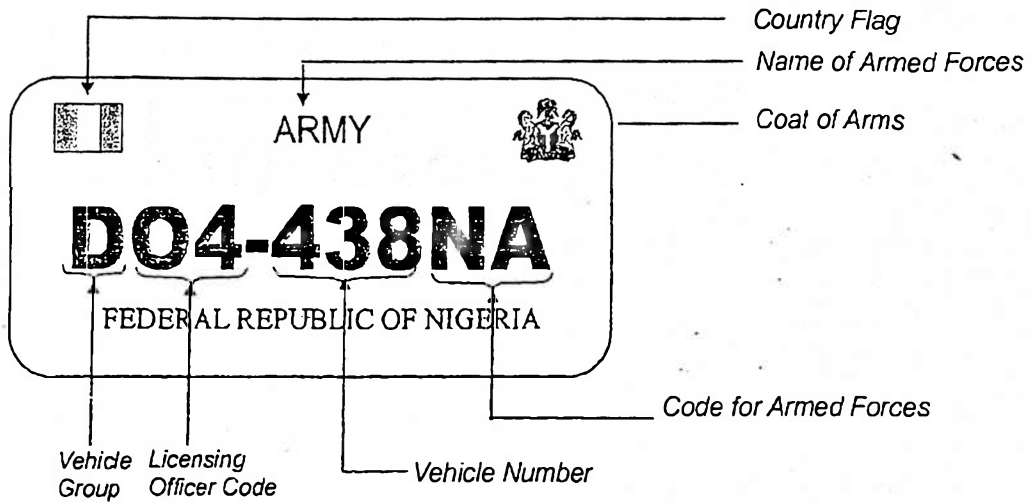 Country Flag
Name of Armed Forces
ARMY
Coat of Arms
DO4-438NA
FEDERAL REPUBLIC OF NIGERIA
Code for Armed Forces
Vehicle Group
Licensing Officer Code
Vehicle Number